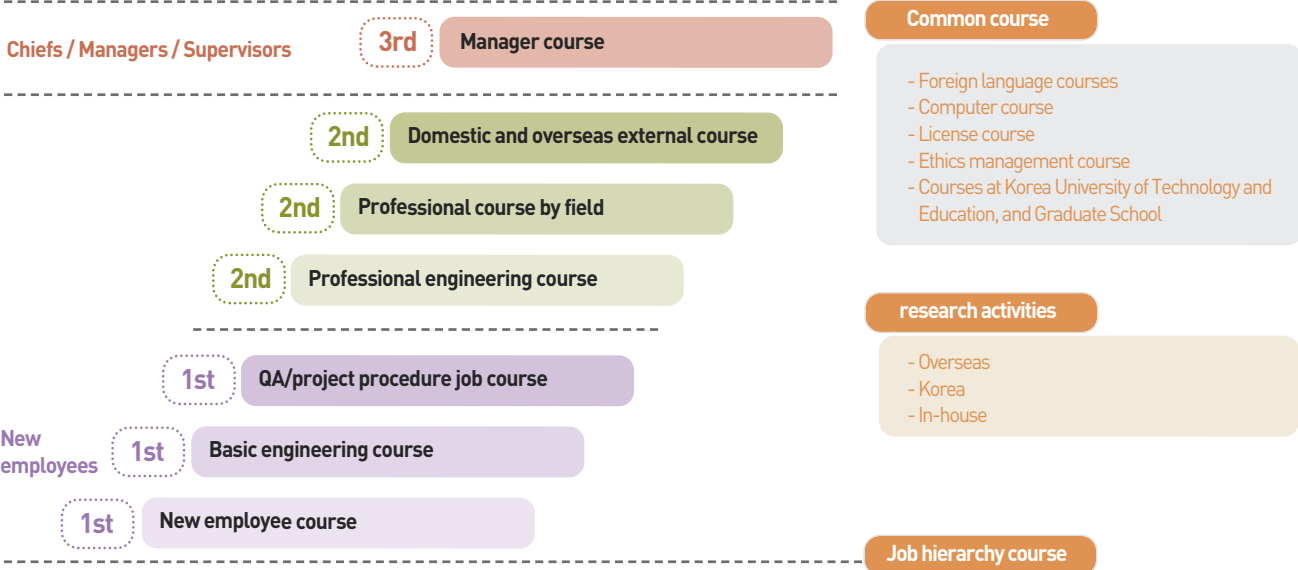 Chiefs / Managers / Supervisors
3rd
Manager course
2nd
Domestic and overseas external course
2nd
Professional course by field
2nd
Professional engineering course
1st
QA/project procedure job course
New
employees
1st
Basic engineering course
1st
New employee course
Common course
- Foreign language courses
- Computer course
- License course
- Ethics management course
- Courses at Korea University of Technology and
Education, and Graduate School
research activities
- Overseas
- Korea
- In-house
Job hierarchy course